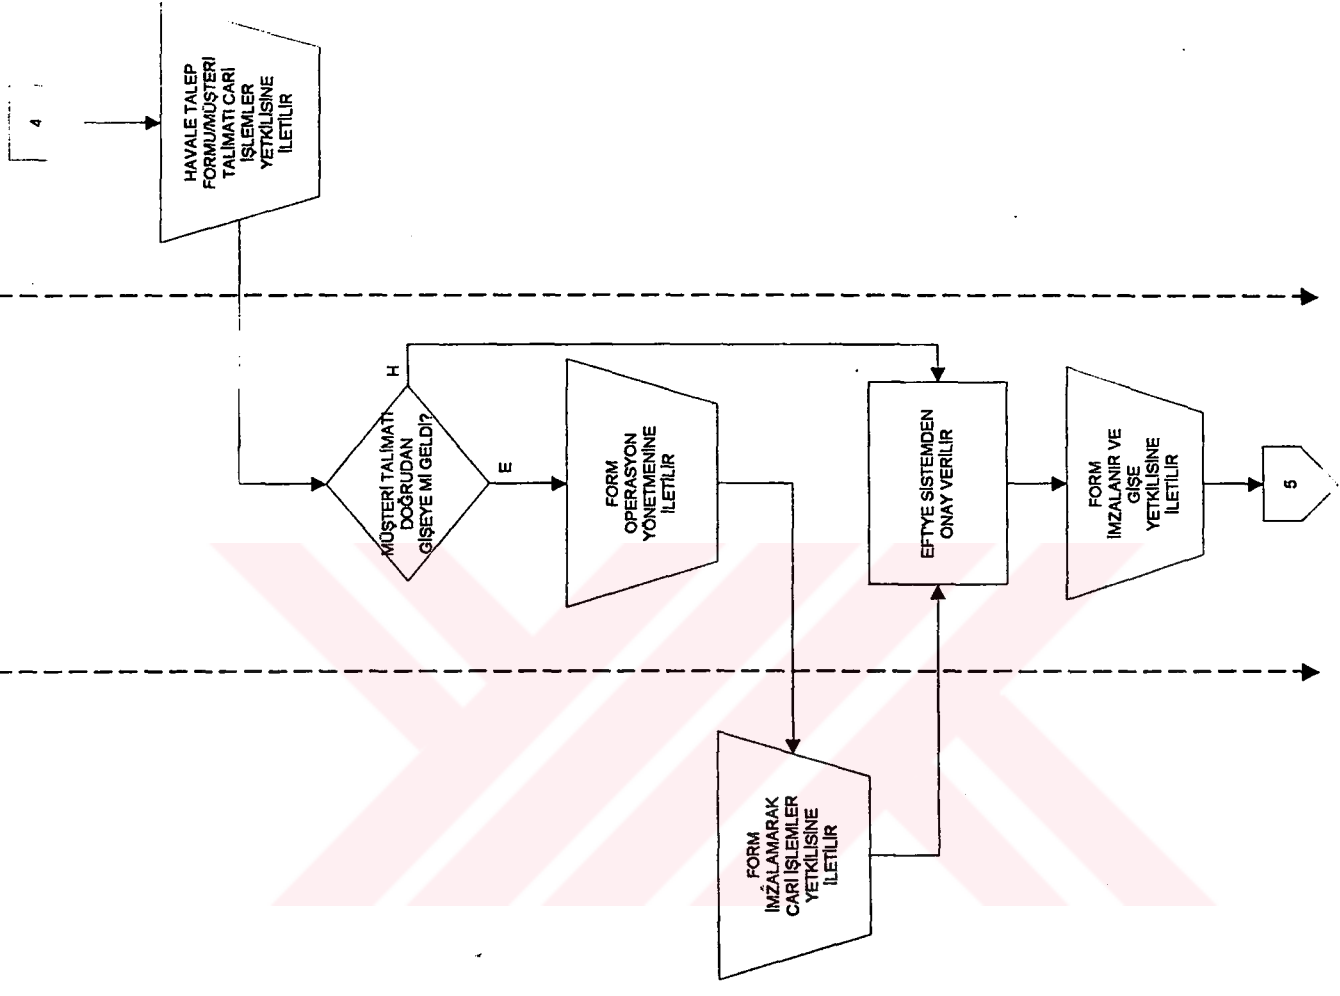 4
HAVALE TALEP
FORMU/MÜŞTERİ
TALİMATI CARİ
İŞLEMLER
YETKİLİSİNE
İLETİLİR
MÜŞTERİ TALİMATI
DOĞRUDAN
GİŞEYE Mİ GELDİ?
H
E
FORM
OPERASYON
YÖNETMENİNE
İLETİLİR
FORM
İMZALAMARAK
CARİ İŞLEMLER
YETKİLİSİNE
İLETİLİR
EFT'YE SİSTEMDEN
ONAY VERİLİR
FORM
İMZALANIR VE
GİŞE
YETKİLİSİNE
İLETİLİR
5